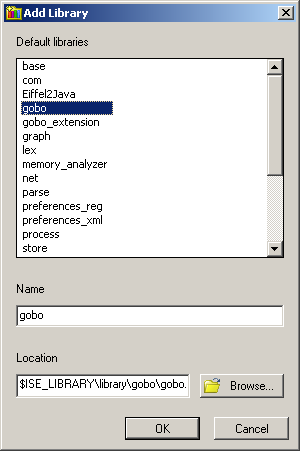 Add Library
Default libraries
base
com
Eiffel2Java
gobo
gobo_extension
graph
lex
memory_analyzer
net
parse
preferences_reg
preferences_xml
process
store
Name
gobo
Location
$ISE_LIBRARY\library\gobo\gobo.
Browse...
OK
Cancel